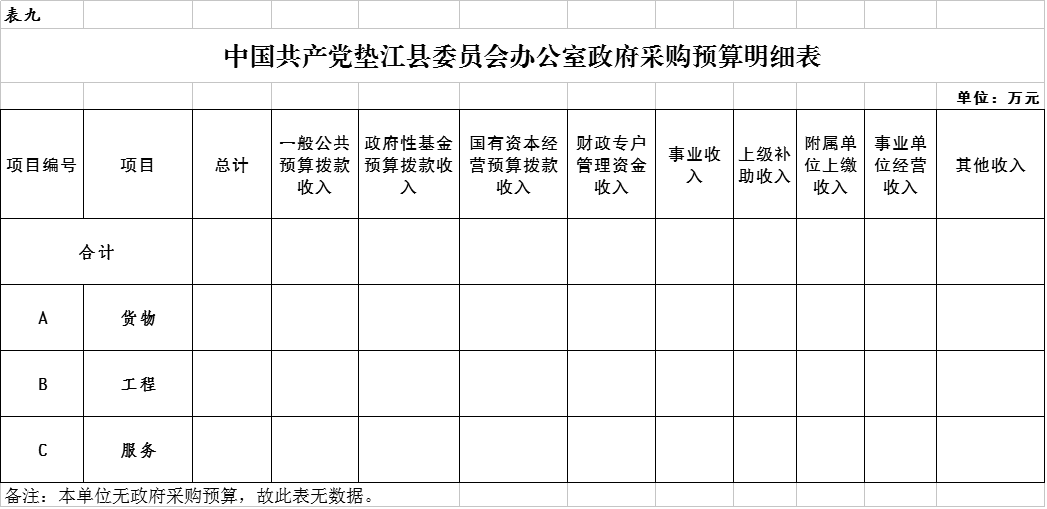 表九
中国共产党垫江县委员会办公室政府采购预算明细表
单位：万元
项目编号 项目 总计 一般公共预算拨款收入 政府性基金预算拨款收入 国有资本经营预算拨款收入 财政专户管理资金收入 事业收入 上级补助收入 附属单位上缴收入 事业单位经营收入 其他收入
合计
A 货物
B 工程
C 服务
备注：本单位无政府采购预算，故此表无数据。